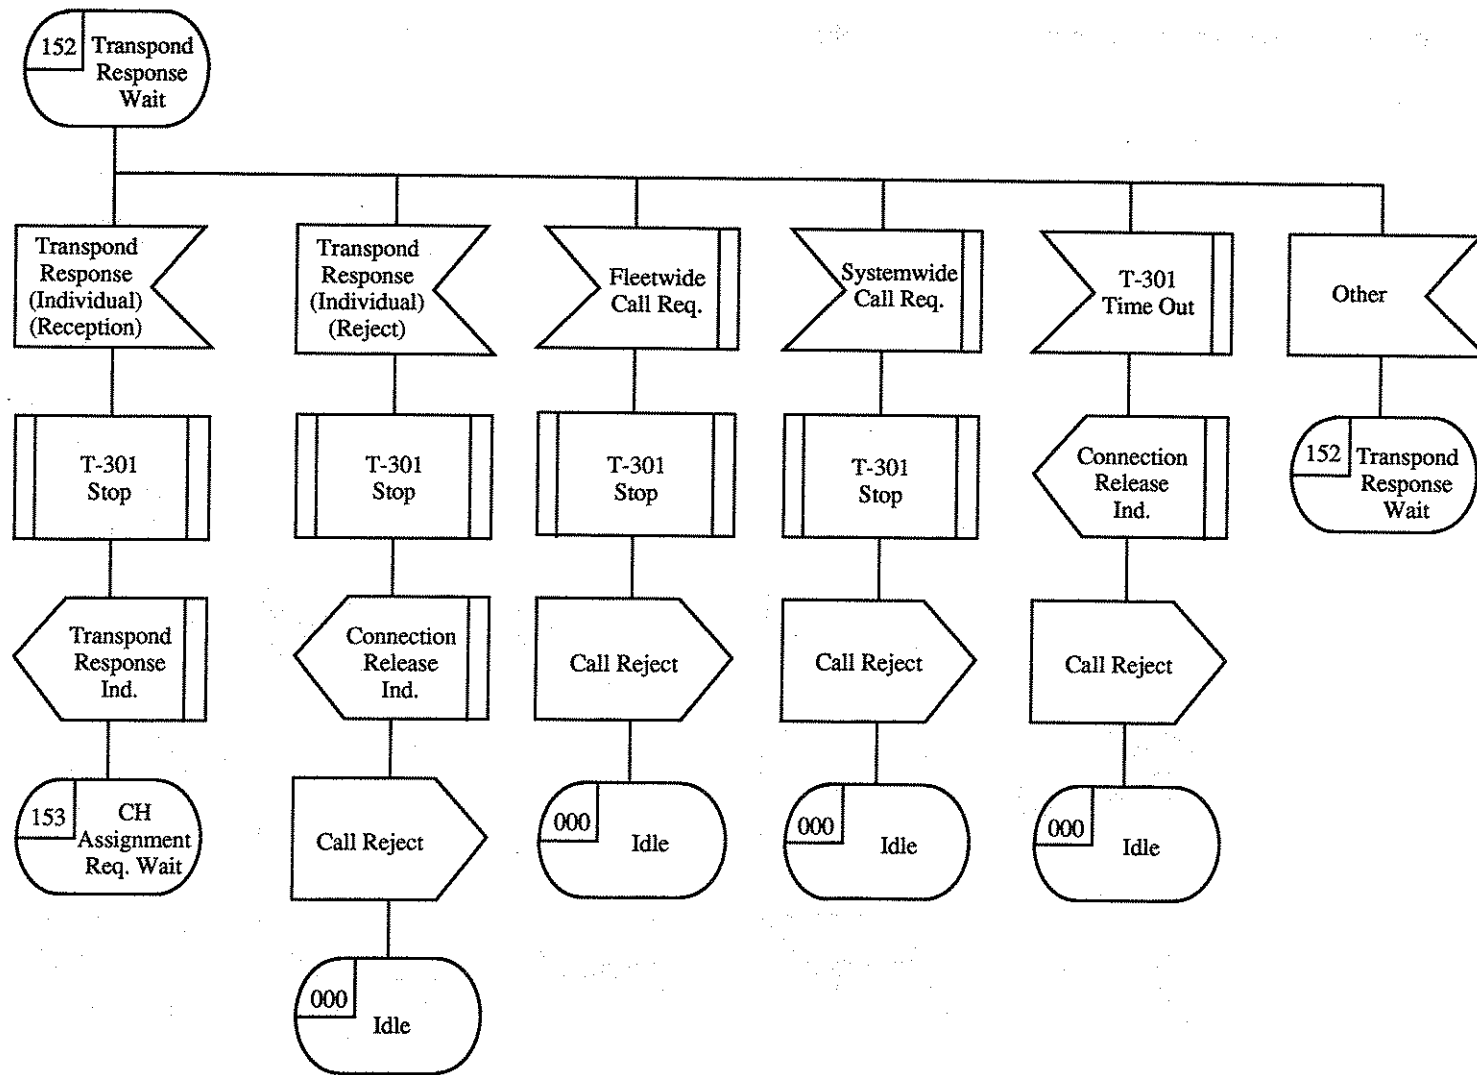 152
Transpond
Response
Wait
Transpond
Response
(Individual)
(Reception)
Transpond
Response
(Individual)
(Reject)
Fleetwide
Call Req.
Systemwide
Call Req.
T-301
Time Out
Other
T-301
Stop
T-301
Stop
T-301
Stop
T-301
Stop
Connection
Release
Ind.
152
Transpond
Response
Wait
Transpond
Response
Ind.
Connection
Release
Ind.
Call Reject
Call Reject
Call Reject
153
CH
Assignment
Req. Wait
Call Reject
000
Idle
000
Idle
000
Idle
000
Idle